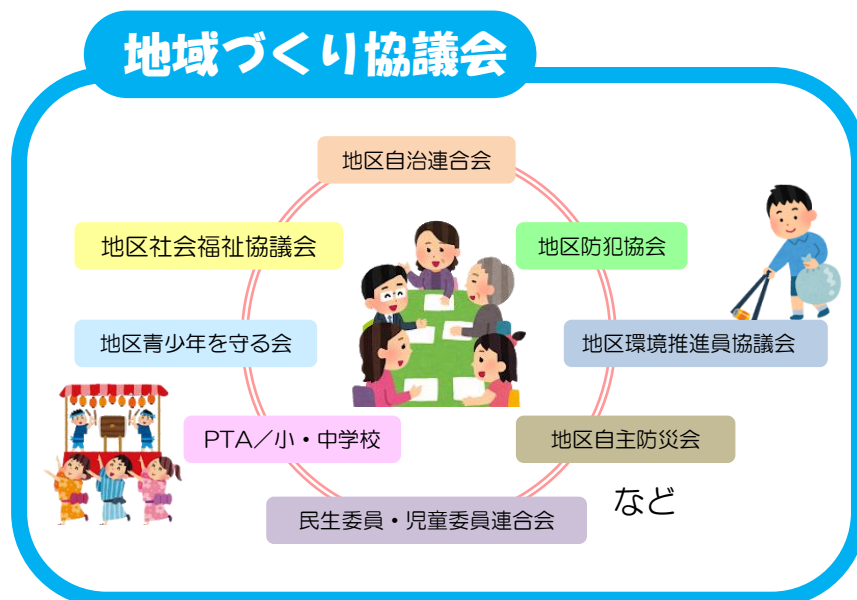 地域づくり協議会
地区自治連合会
地区社会福祉協議会
地区防犯協会
地区青少年を守る会
地区環境推進員協議会
PTA／小・中学校
地区自主防災会
民生委員・児童委員連合会
など